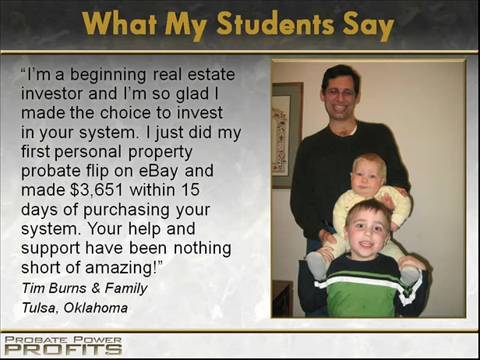 What My Students Say
“I’m a beginning real estate
investor and I’m so glad I
made the choice to invest
in your system. I just did my
first personal property
probate flip on eBay and
made $3,651 within 15
days of purchasing your
system. Your help and
support have been nothing
short of amazing!”
Tim Burns & Family
Tulsa, Oklahoma
PROBATE POWER
PROFITS